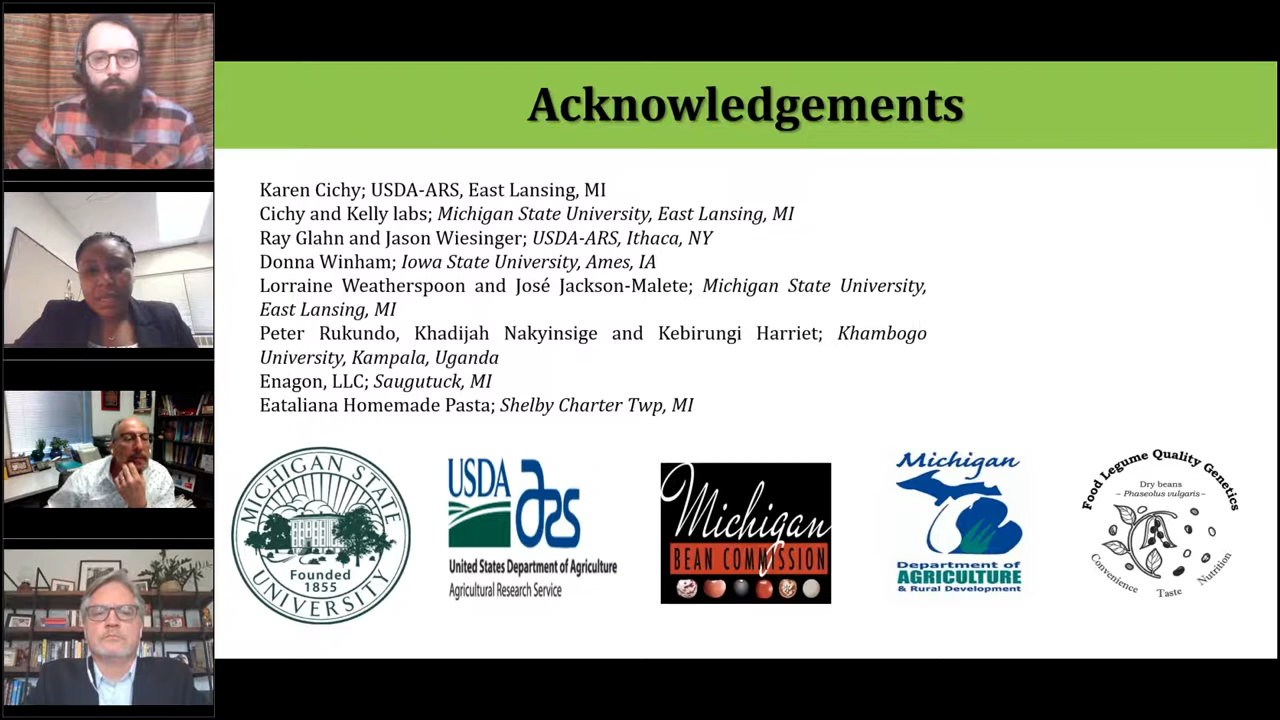 Acknowledgements
Karen Cichy; USDA-ARS, East Lansing, MI
Cichy and Kelly labs; Michigan State University, East Lansing, MI
Ray Glahn and Jason Wiesinger; USDA-ARS, Ithaca, NY
Donna Winham; Iowa State University, Ames, IA
Lorraine Weatherspoon and José Jackson-Malete; Michigan State University,
East Lansing, MI
Peter Rukundo, Khadijah Nakyinsige and Kebirungi Harriet; Khambogo
University, Kampala, Uganda
Enagon, LLC; Saugutuck, MI
Eataliana Homemade Pasta; Shelby Charter Twp, MI
MICHIGAN STATE
UNIVERSITY
Founded
1855
USDA ars
United States Department of Agriculture
Agricultural Research Service
Michigan
BEAN COMMISSION
Michigan
Department of
AGRICULTURE
& Rural Development
Food Legume Quality Genetics
Dry beans
– Phaseolus vulgaris –
Convenience Taste Nutrition